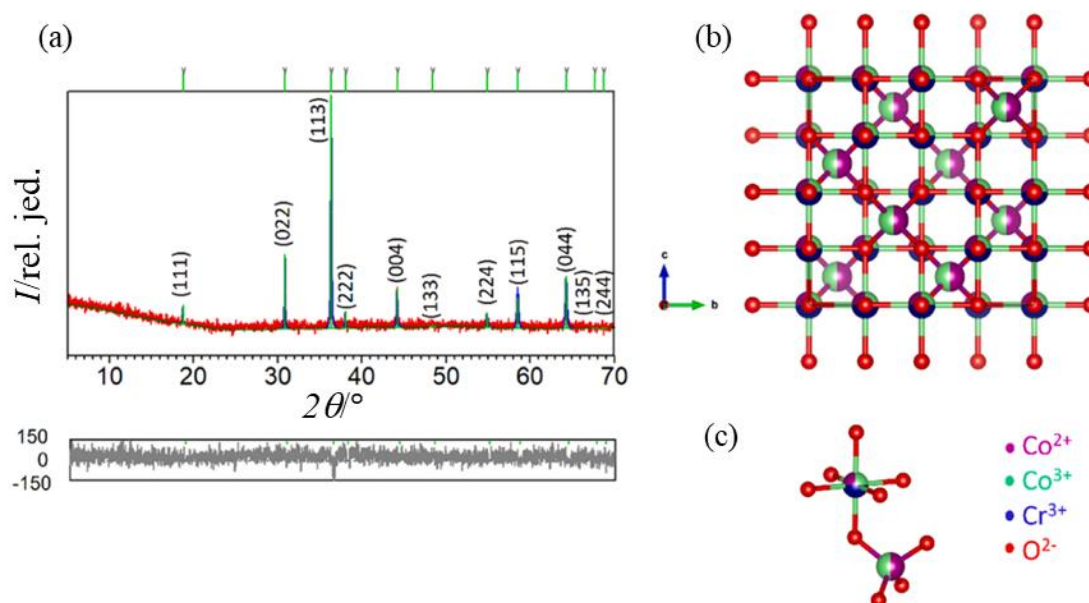 (a)
I/rel. jed.
(111)
(022)
(113)
(222)
(004)
(133)
(224)
(115)
(044)
(135)
(244)
10 20 30 40 50 60 70
2θ/°
150
0
-150
(b)
c
b
(c)
Co²⁺
Co³⁺
Cr³⁺
O²⁻